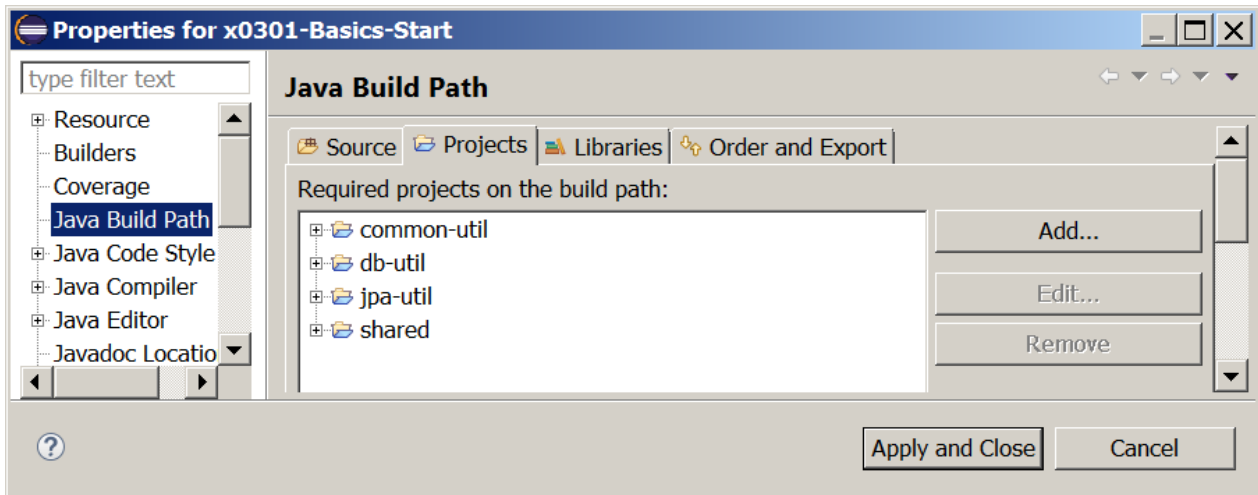 Properties for x0301-Basics-Start
type filter text
Resource
Builders
Coverage
Java Build Path
Java Code Style
Java Compiler
Java Editor
Javadoc Locatio
Java Build Path
Source Projects Libraries Order and Export
Required projects on the build path:
common-util
db-util
jpa-util
shared
Add...
Edit...
Remove
Apply and Close Cancel